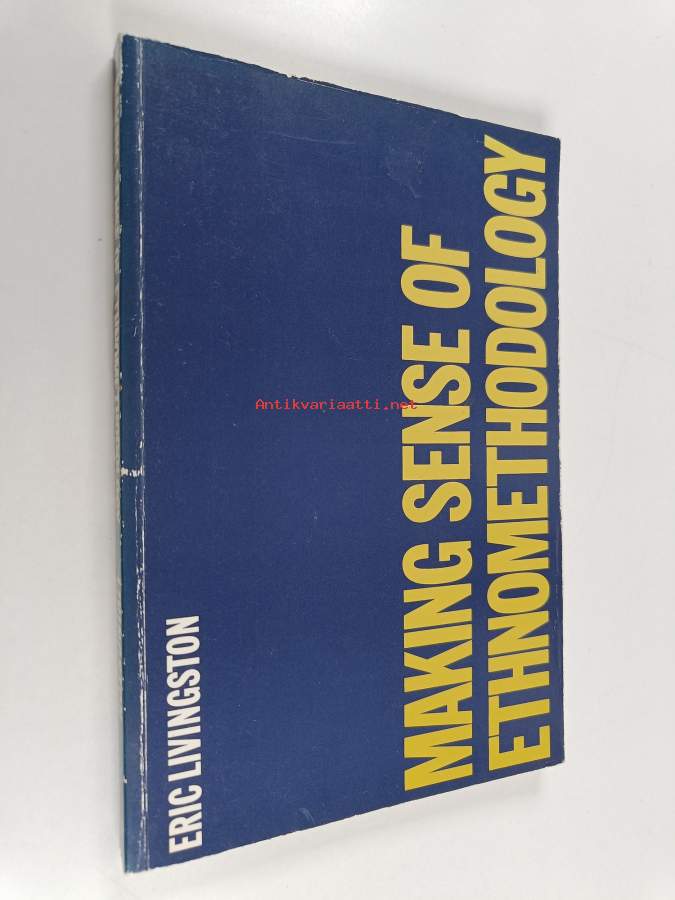 ERIC LIVINGSTON
MAKING SENSE OF
ETHNOMETHODOLOGY
Antikvariaatti.net